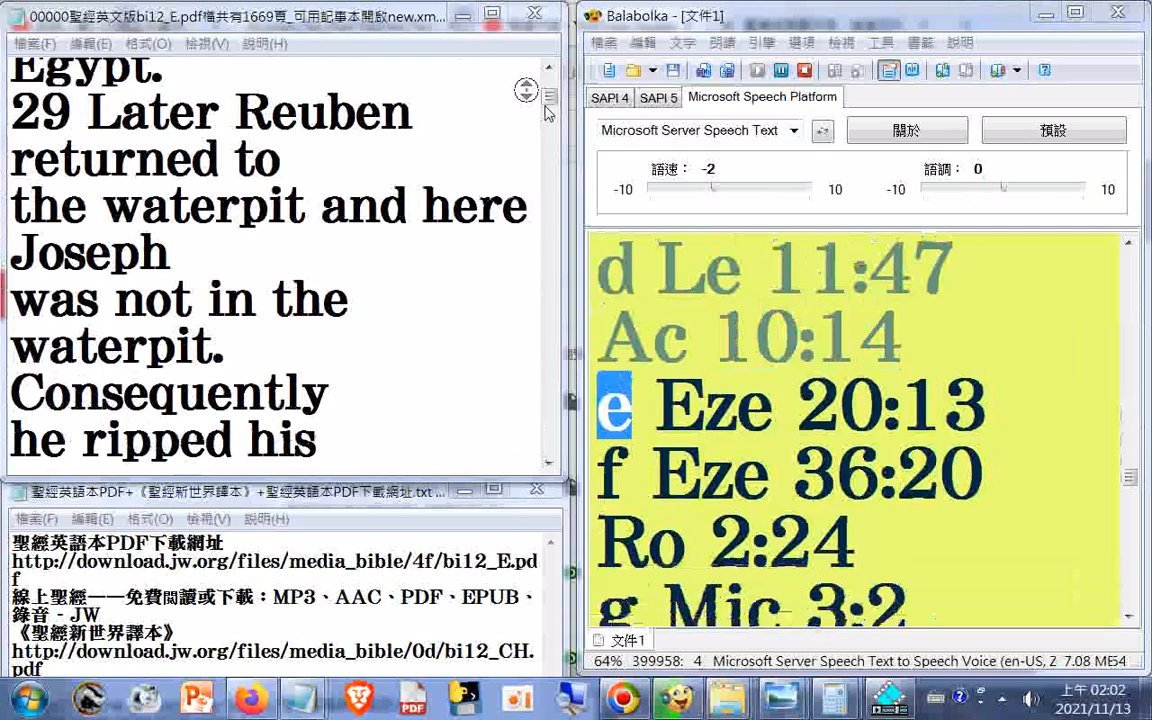 00000聖經英文版bi12_E.pdf檔共有1669頁_可用記事本開啟new.xm...
檔案(F) 編輯(E) 格式(O) 檢視(V) 說明(H)
Egypt.
29 Later Reuben
returned to
the waterpit and here
Joseph
was not in the
waterpit.
Consequently
he ripped his
聖經英語本PDF+《聖經新世界譯本》+聖經英語本PDF下載網址.txt ...
檔案(F) 編輯(E) 格式(O) 檢視(V) 說明(H)
聖經英語本PDF下載網址
http://download.jw.org/files/media_bible/4f/bi12_E.pd
f
線上聖經——免費閱讀或下載：MP3、AAC、PDF、EPUB、
錄音 - JW
《聖經新世界譯本》
http://download.jw.org/files/media_bible/0d/bi12_CH.
pdf
Balabolka - [文件1]
檔案 編輯 文字 朗讀 引擎 選項 檢視 工具 書籤 說明
SAPI 4 SAPI 5 Microsoft Speech Platform
Microsoft Server Speech Text 關於 預設
語速： -2 語調： 0
-10 10 -10 10
d Le 11:47
Ac 10:14
e Eze 20:13
f Eze 36:20
Ro 2:24
g Mic 3:2
文件1
64% 399958: 4 Microsoft Server Speech Text to Speech Voice (en-US, Z 7.08 ME54
上午 02:02
2021/11/13